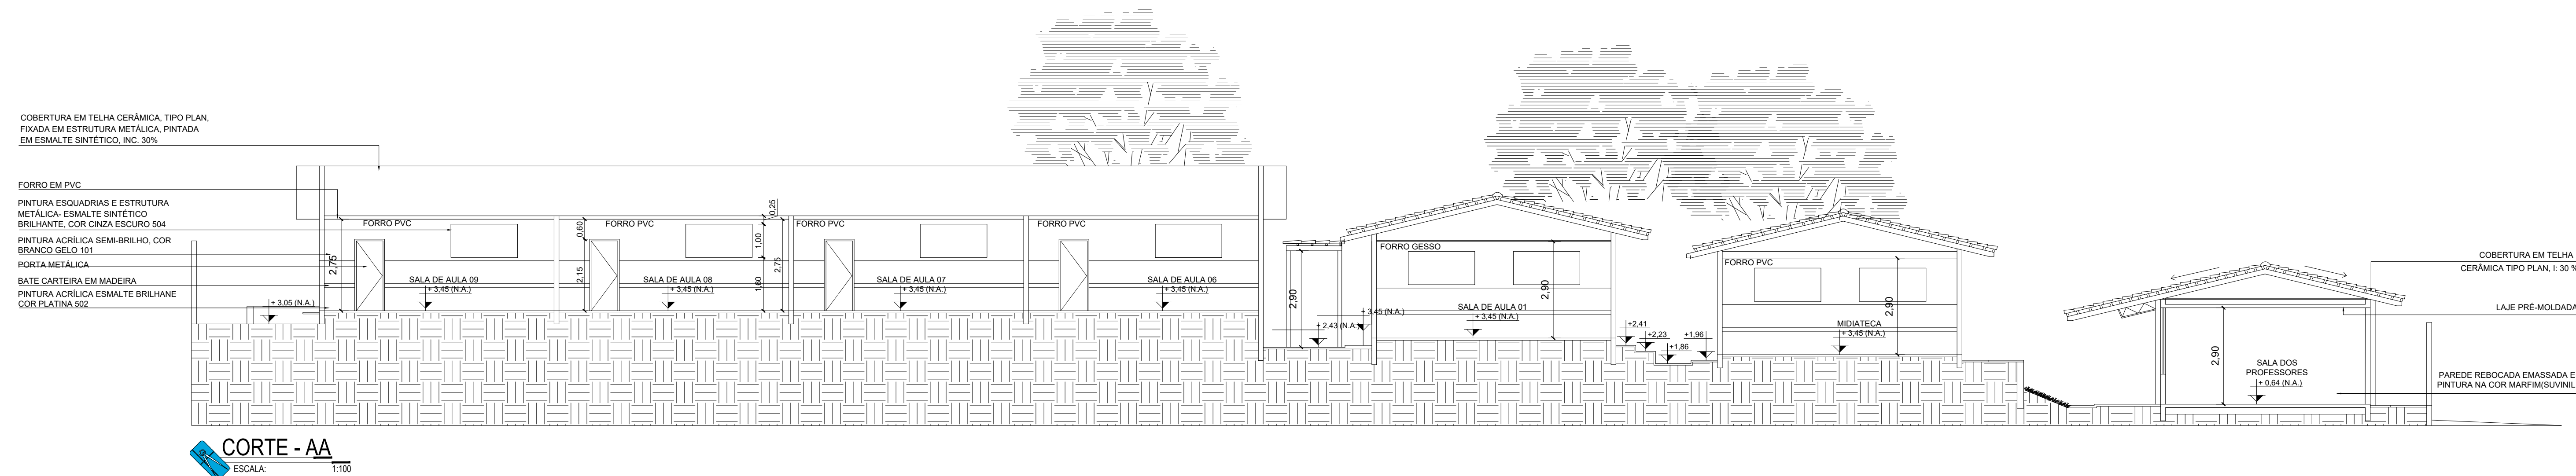 COBERTURA EM TELHA CERÂMICA, TIPO PLAN,
FIXADA EM ESTRUTURA METÁLICA, PINTADA
EM ESMALTE SINTÉTICO, INC. 30%
FORRO EM PVC
PINTURA ESQUADRIAS E ESTRUTURA
METÁLICA- ESMALTE SINTÉTICO
BRILHANTE, COR CINZA ESCURO 504
PINTURA ACRÍLICA SEMI-BRILHO, COR
BRANCO GELO 101
PORTA METÁLICA
BATE CARTEIRA EM MADEIRA
PINTURA ACRÍLICA ESMALTE BRILHANE
COR PLATINA 502
+ 3,05 (N.A.)
2,75
FORRO PVC
SALA DE AULA 09
+ 3,45 (N.A.)
0,60
2,15
FORRO PVC
SALA DE AULA 08
+ 3,45 (N.A.)
0,25
1,00
1,60
2,75
FORRO PVC
SALA DE AULA 07
+ 3,45 (N.A.)
FORRO PVC
SALA DE AULA 06
+ 3,45 (N.A.)
2,90
+ 2,43 (N.A.)
+ 3,45 (N.A.)
FORRO GESSO
SALA DE AULA 01
+ 3,45 (N.A.)
2,90
+2,41
+2,23
+1,86
+1,96
FORRO PVC
MIDIATECA
+ 3,45 (N.A.)
2,90
2,90
SALA DOS
PROFESSORES
+ 0,64 (N.A.)
COBERTURA EM TELHA
CERÂMICA TIPO PLAN, I: 30 %
LAJE PRÉ-MOLDADA
PAREDE REBOCADA EMASSADA E
PINTURA NA COR MARFIM(SUVINIL
CORTE - AA
ESCALA: 1:100